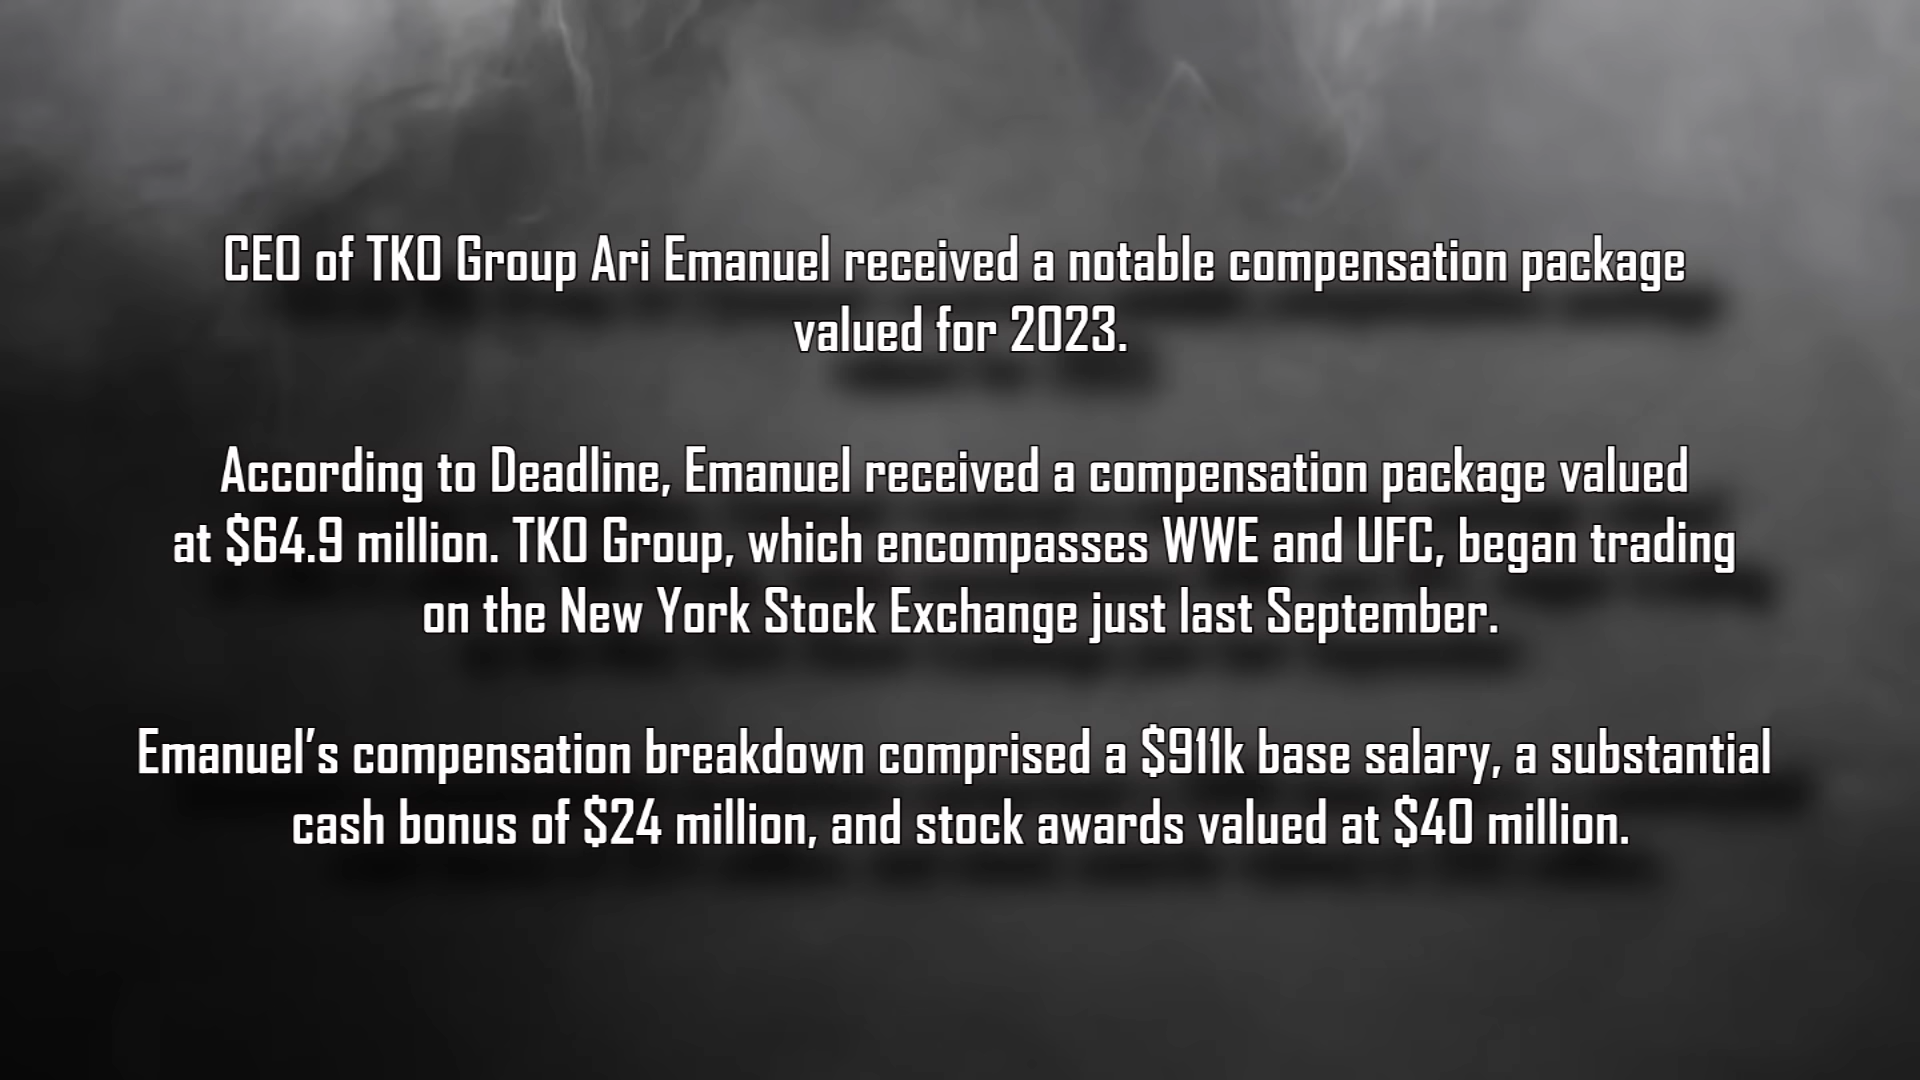 CEO of TKO Group Ari Emanuel received a notable compensation package
valued for 2023.
According to Deadline, Emanuel received a compensation package valued
at $64.9 million. TKO Group, which encompasses WWE and UFC, began trading
on the New York Stock Exchange just last September.
Emanuel’s compensation breakdown comprised a $911k base salary, a substantial
cash bonus of $24 million, and stock awards valued at $40 million.